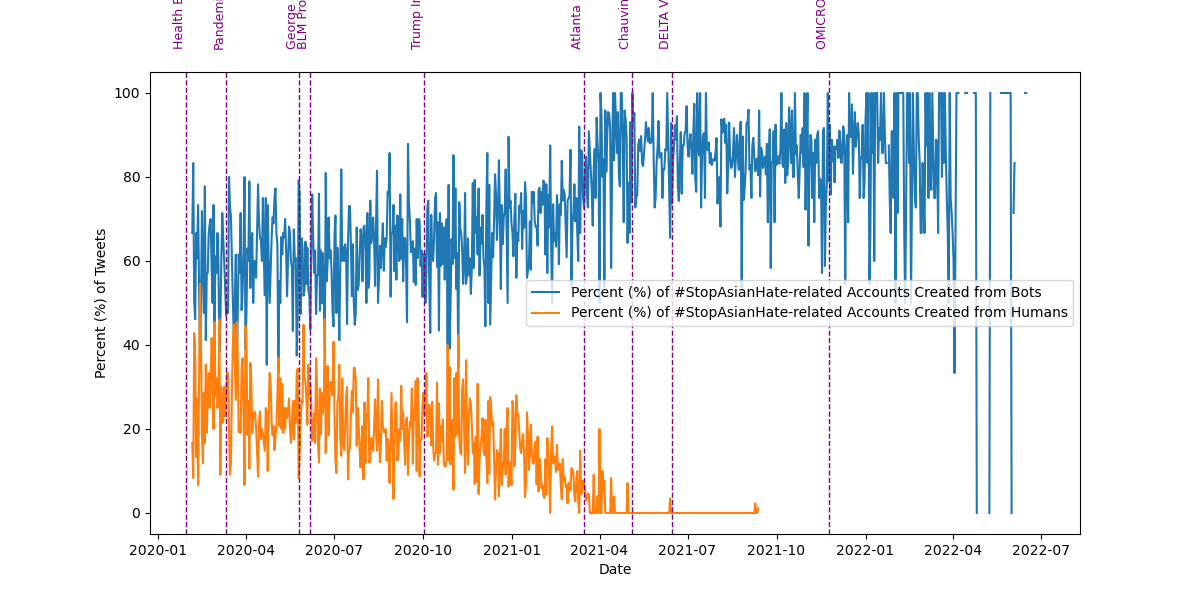 Health
Pandemi
George
BLM Pro
Trump I
Atlanta
Chauvin
DELTA V
OMICRO
100
80
60
40
20
0
Percent (%) of Tweets
Percent (%) of #StopAsianHate-related Accounts Created from Bots
Percent (%) of #StopAsianHate-related Accounts Created from Humans
2020-01 2020-04 2020-07 2020-10 2021-01 2021-04 2021-07 2021-10 2022-01 2022-04 2022-07
Date